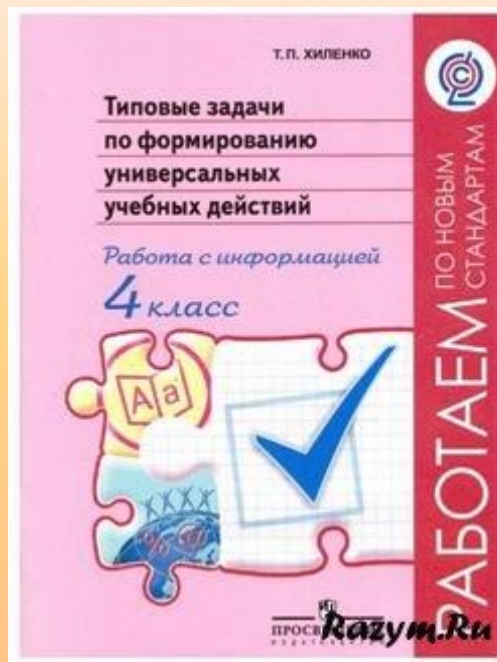 Т. П. ХИЛЕНКО
Типовые задачи
по формированию
универсальных
учебных действий
Работа с информацией
4 класс
РАБОТАЕМ
ПО НОВЫМ
СТАНДАРТАМ
Aa
Razym.Ru